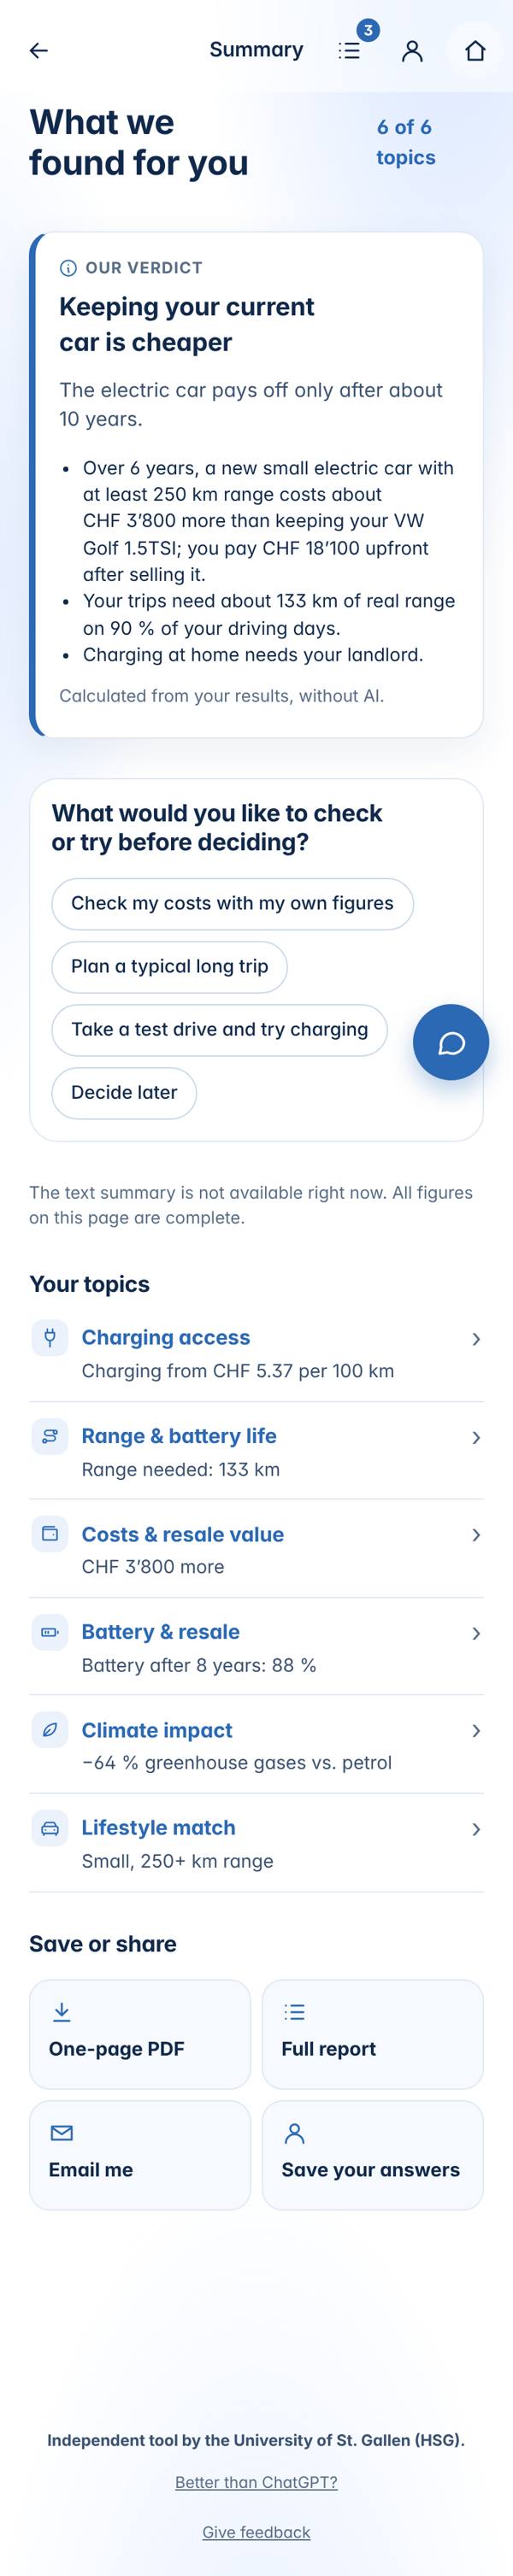 Summary
3
What we
found for you
6 of 6
topics
OUR VERDICT
Keeping your current
car is cheaper
The electric car pays off only after about
10 years.
• Over 6 years, a new small electric car with
at least 250 km range costs about
CHF 3’800 more than keeping your VW
Golf 1.5TSI; you pay CHF 18’100 upfront
after selling it.
• Your trips need about 133 km of real range
on 90 % of your driving days.
• Charging at home needs your landlord.
Calculated from your results, without AI.
What would you like to check
or try before deciding?
Check my costs with my own figures
Plan a typical long trip
Take a test drive and try charging
Decide later
The text summary is not available right now. All figures
on this page are complete.
Your topics
Charging access
Charging from CHF 5.37 per 100 km
Range & battery life
Range needed: 133 km
Costs & resale value
CHF 3’800 more
Battery & resale
Battery after 8 years: 88 %
Climate impact
−64 % greenhouse gases vs. petrol
Lifestyle match
Small, 250+ km range
Save or share
One-page PDF
Full report
Email me
Save your answers
Independent tool by the University of St. Gallen (HSG).
Better than ChatGPT?
Give feedback